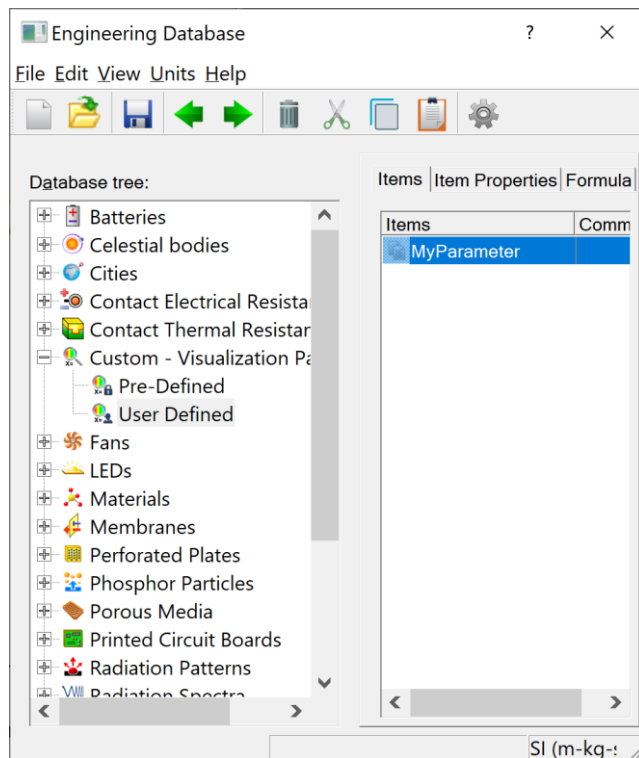 Engineering Database
?
File Edit View Units Help
Database tree:
Batteries
Celestial bodies
Cities
Contact Electrical Resista
Contact Thermal Resistar
Custom - Visualization Pa
Pre-Defined
User Defined
Fans
LEDs
Materials
Membranes
Perforated Plates
Phosphor Particles
Porous Media
Printed Circuit Boards
Radiation Patterns
Radiation Spectra
Items Item Properties Formula
Items Comm
MyParameter
SI (m-kg-s